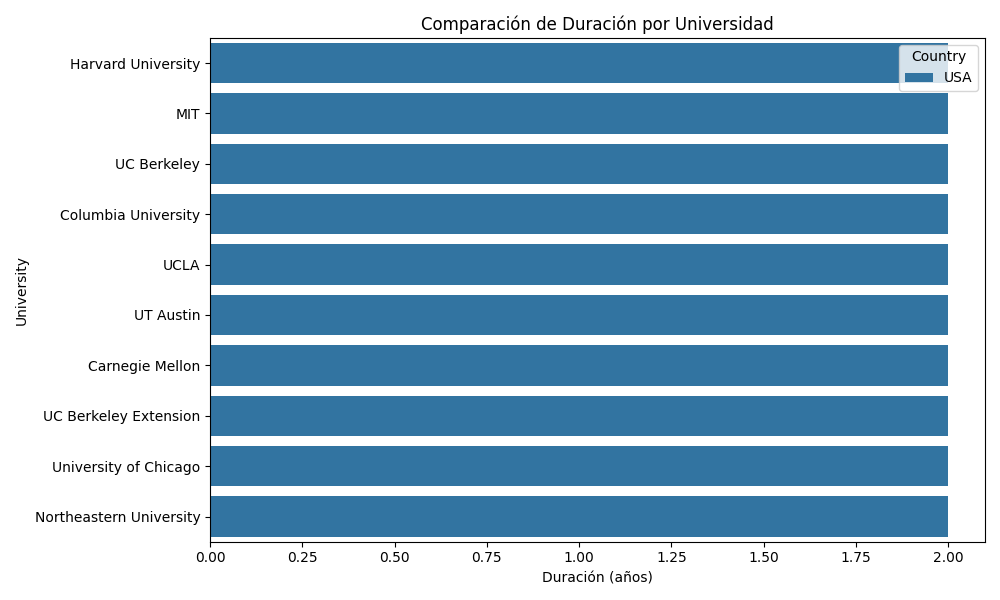 Comparación de Duración por Universidad
Country
USA
University
Harvard University
MIT
UC Berkeley
Columbia University
UCLA
UT Austin
Carnegie Mellon
UC Berkeley Extension
University of Chicago
Northeastern University
0.00 0.25 0.50 0.75 1.00 1.25 1.50 1.75 2.00
Duración (años)